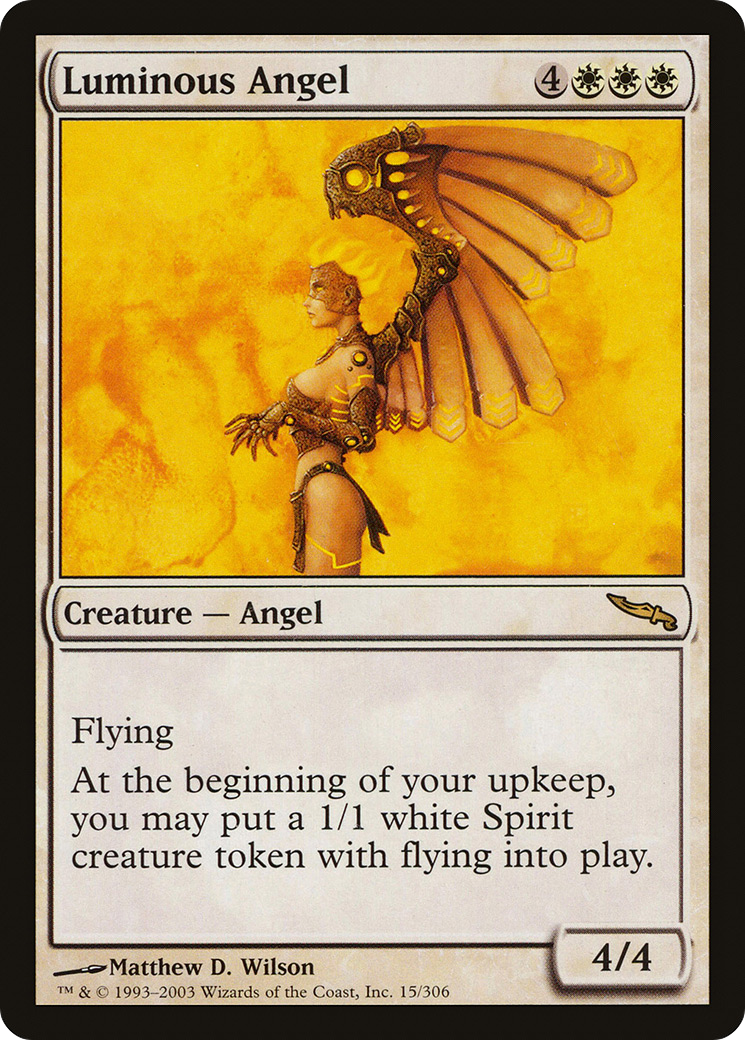 Luminous Angel 4
Creature — Angel
Flying
At the beginning of your upkeep,
you may put a 1/1 white Spirit
creature token with flying into play.
4/4
Matthew D. Wilson
™ & © 1993–2003 Wizards of the Coast, Inc. 15/306